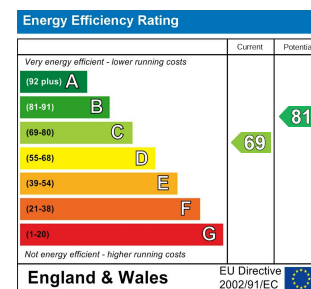 Energy Efficiency Rating
Current Potentia
Very energy efficient - lower running costs
(92 plus) A
(81-91) B
81
(69-80) C
69
(55-68) D
(39-54) E
(21-38) F
(1-20) G
Not energy efficient - higher running costs
England & Wales
EU Directive
2002/91/EC